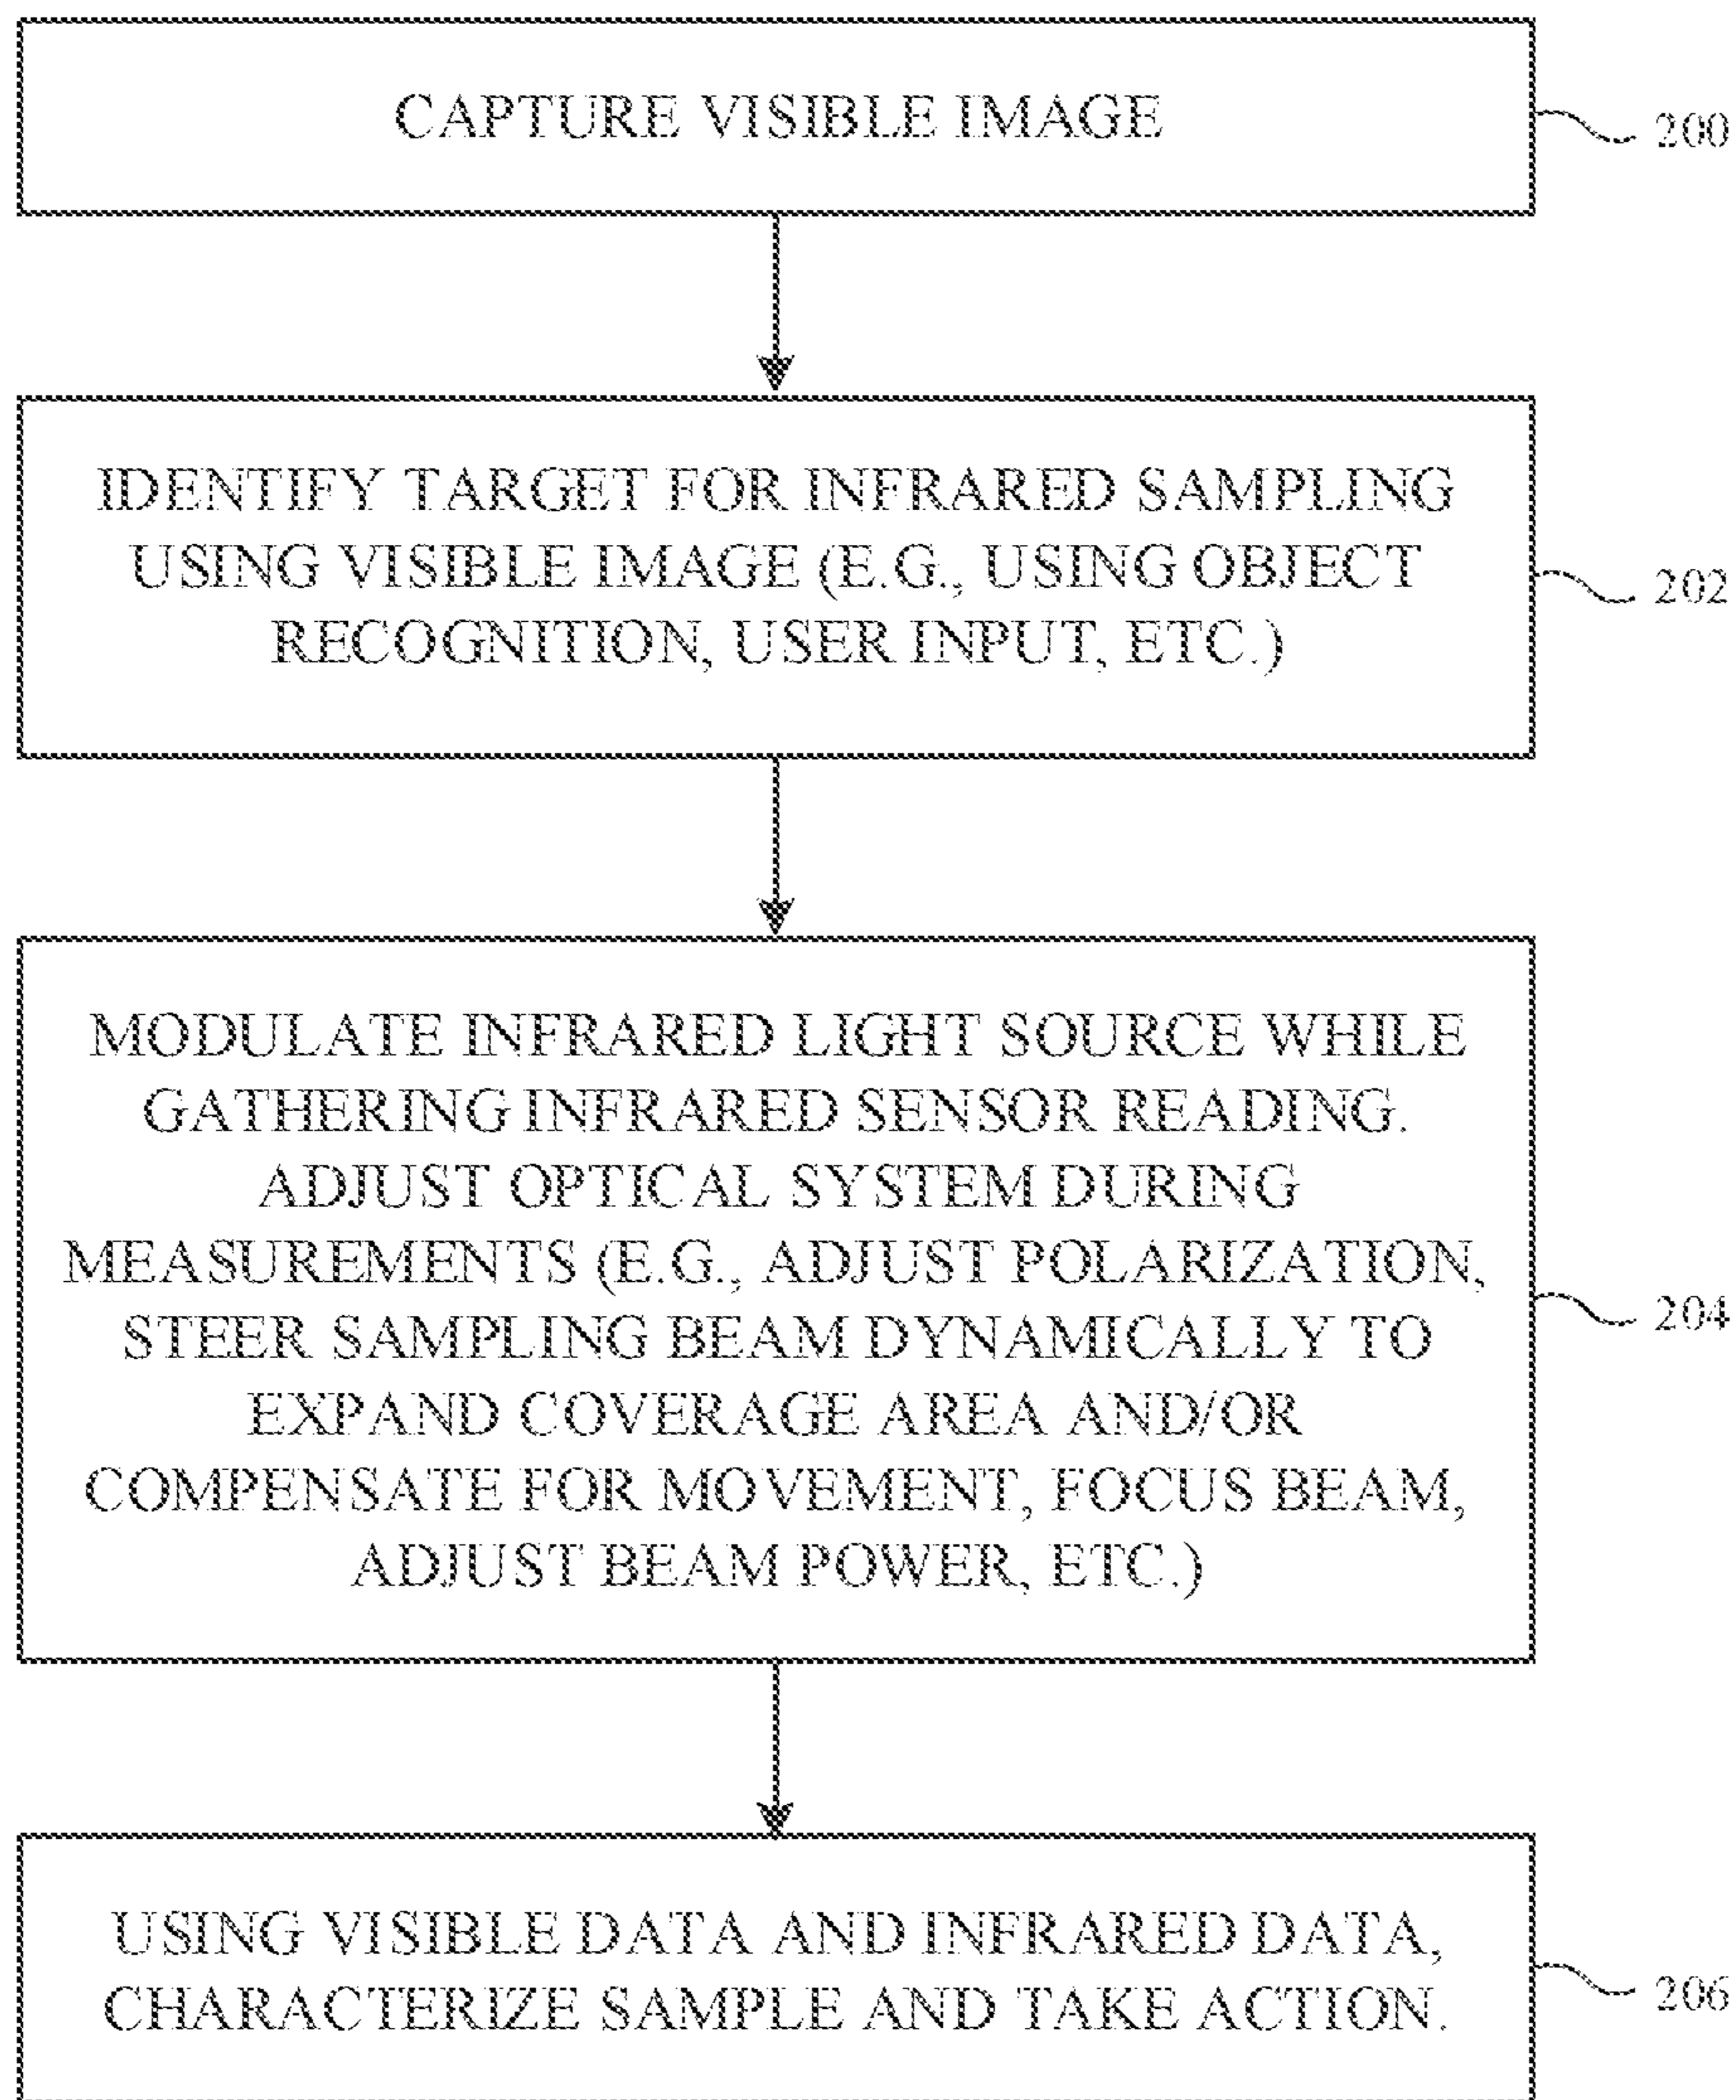 CAPTURE VISIBLE IMAGE
200
IDENTIFY TARGET FOR INFRARED SAMPLING
USING VISIBLE IMAGE (E.G., USING OBJECT
RECOGNITION, USER INPUT, ETC.)
202
MODULATE INFRARED LIGHT SOURCE WHILE
GATHERING INFRARED SENSOR READING.
ADJUST OPTICAL SYSTEM DURING
MEASUREMENTS (E.G., ADJUST POLARIZATION,
STEER SAMPLING BEAM DYNAMICALLY TO
EXPAND COVERAGE AREA AND/OR
COMPENSATE FOR MOVEMENT, FOCUS BEAM,
ADJUST BEAM POWER, ETC.)
204
USING VISIBLE DATA AND INFRARED DATA,
CHARACTERIZE SAMPLE AND TAKE ACTION.
206